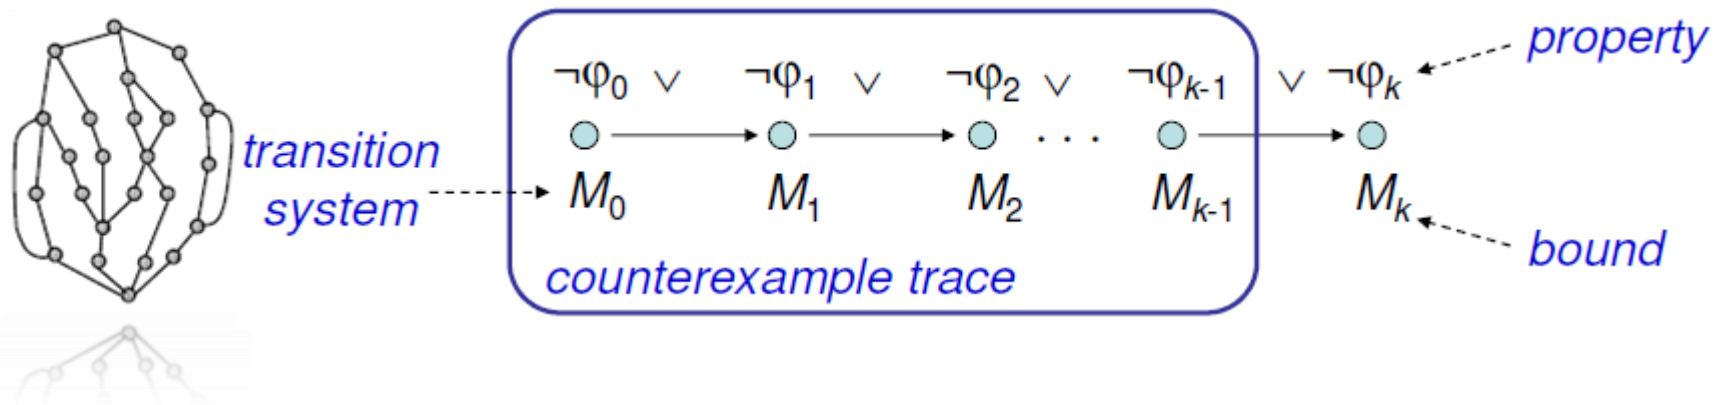 property
¬φ0 ∨ ¬φ1 ∨ ¬φ2 ∨ ¬φk-1 ∨ ¬φk
transition
system
. . .
M0 M1 M2 Mk-1 Mk
bound
counterexample trace